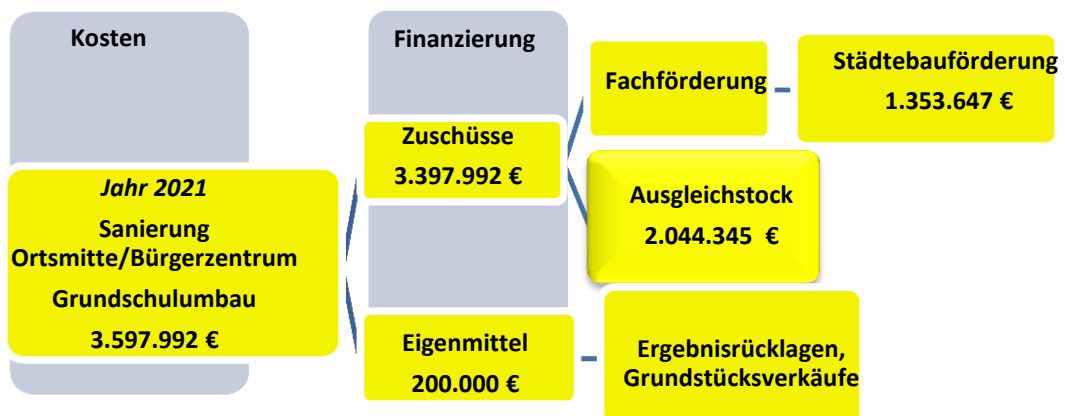 Kosten
Jahr 2021
Sanierung
Ortsmitte/Bürgerzentrum
Grundschulumbau
3.597.992 €
Finanzierung
Zuschüsse
3.397.992 €
Eigenmittel
200.000 €
Fachförderung
Städtebauförderung
1.353.647 €
Ausgleichstock
2.044.345 €
Ergebnisrücklagen,
Grundstücksverkäufe